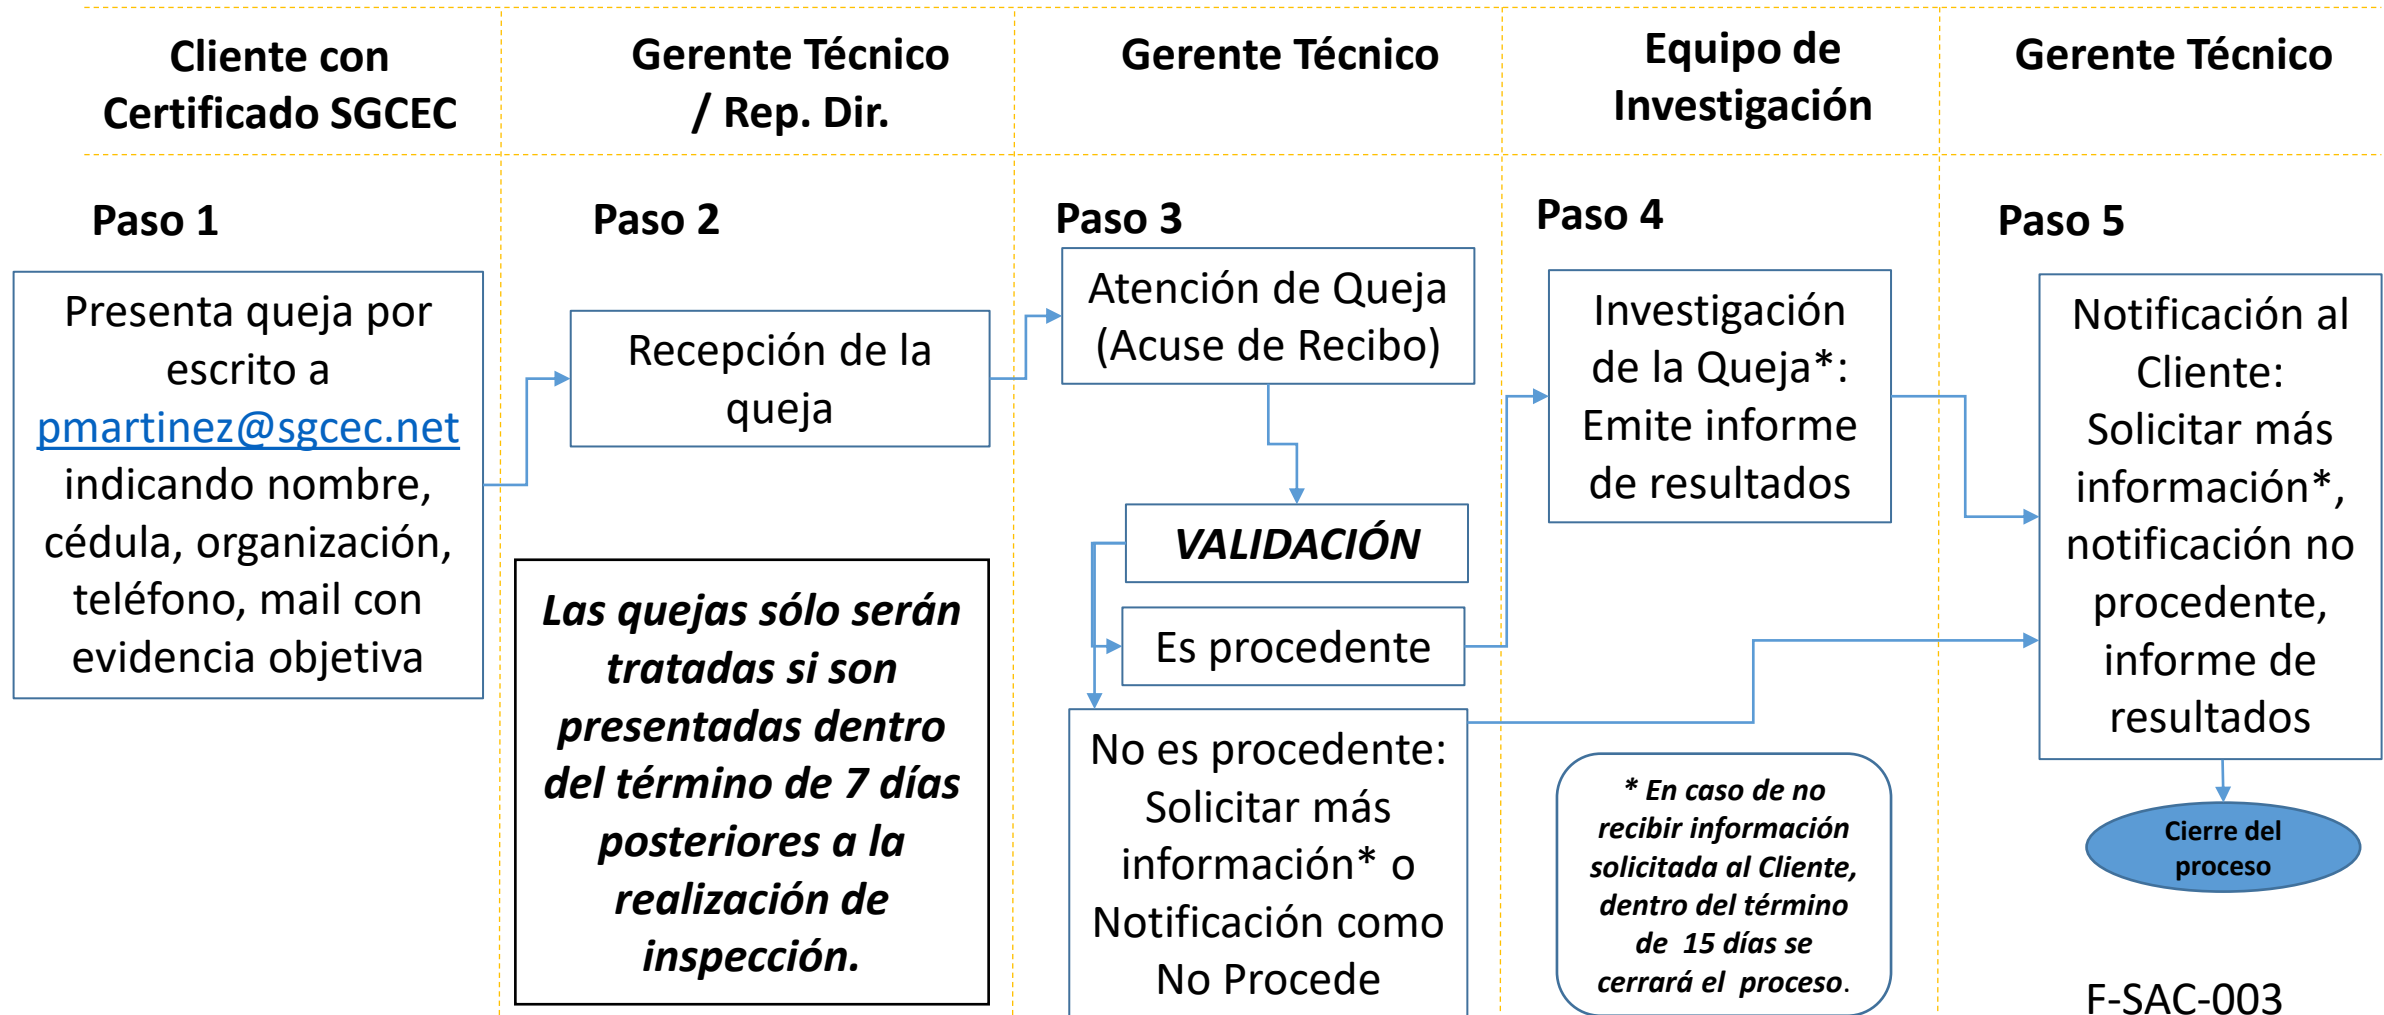 Cliente con
Certificado SGCEC
Gerente Técnico
/ Rep. Dir.
Gerente Técnico
Equipo de
Investigación
Gerente Técnico
Paso 1
Presenta queja por
escrito a
pmartinez@sgcec.net
indicando nombre,
cédula, organización,
teléfono, mail con
evidencia objetiva
Paso 2
Recepción de la
queja
Las quejas sólo serán
tratadas si son
presentadas dentro
del término de 7 días
posteriores a la
realización de
inspección.
Paso 3
Atención de Queja
(Acuse de Recibo)
VALIDACIÓN
Es procedente
No es procedente:
Solicitar más
información* o
Notificación como
No Procede
Paso 4
Investigación
de la Queja*:
Emite informe
de resultados
* En caso de no
recibir información
solicitada al Cliente,
dentro del término
de 15 días se
cerrará el proceso.
Paso 5
Notificación al
Cliente:
Solicitar más
información*,
notificación no
procedente,
informe de
resultados
Cierre del
proceso
F-SAC-003